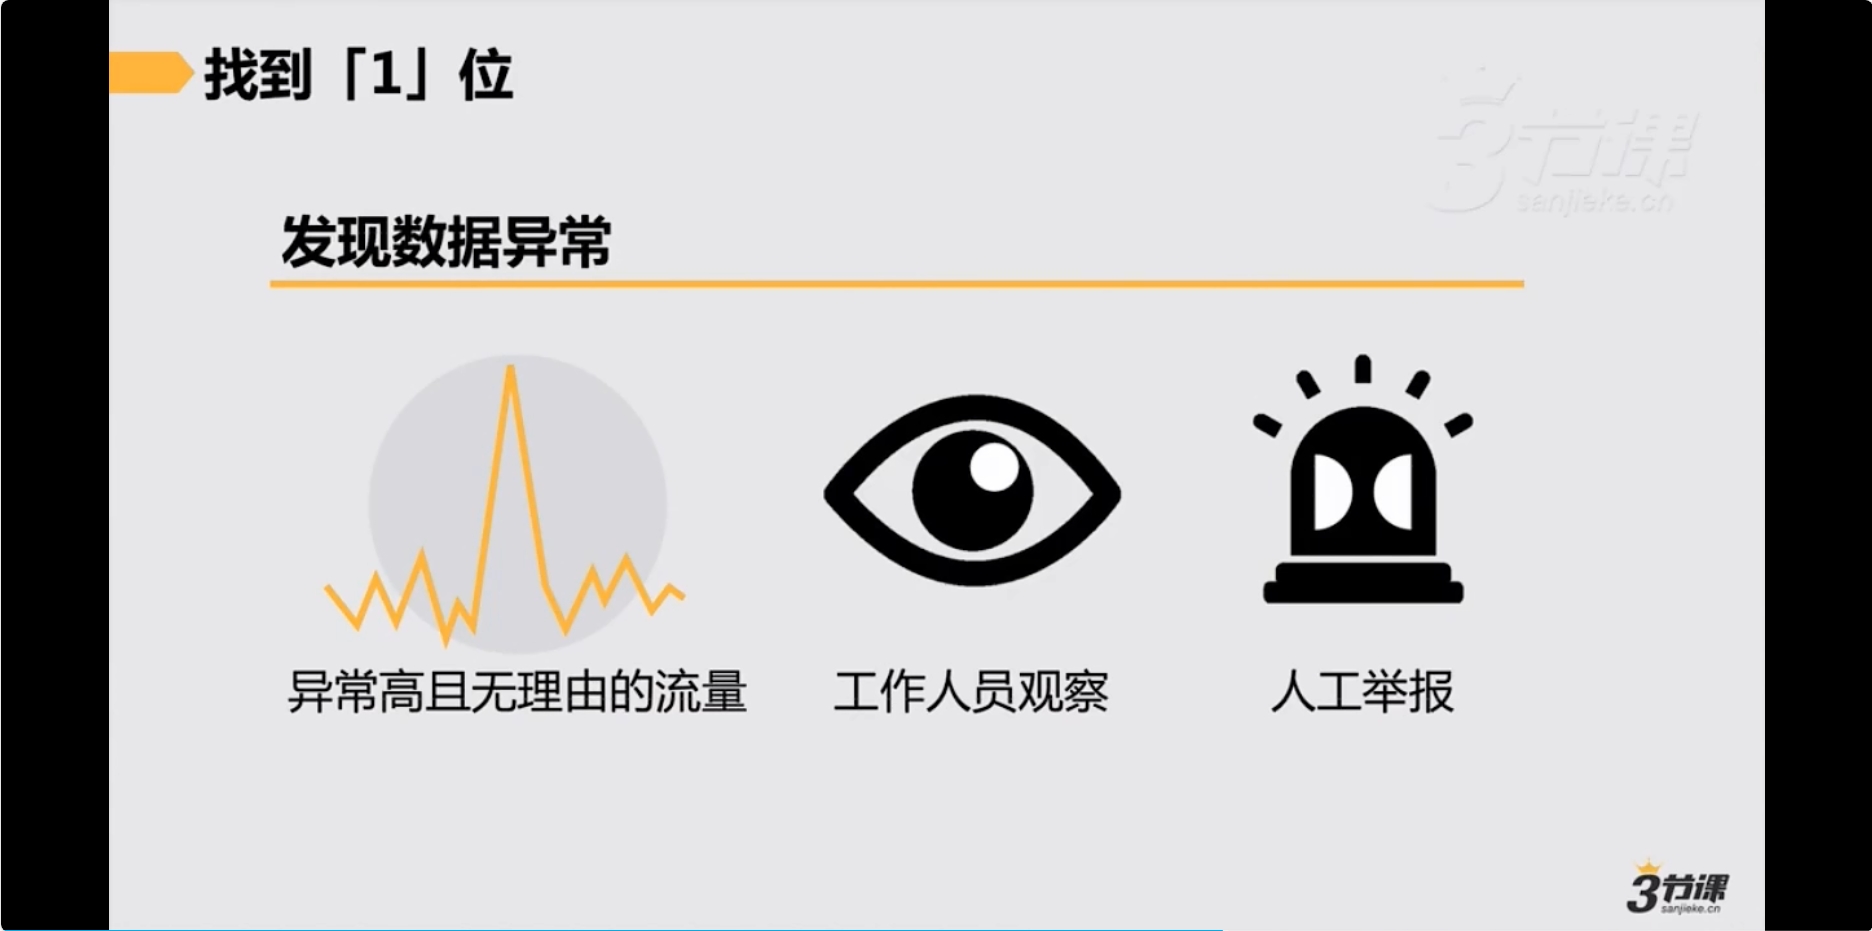 找到「1」位
3节课
sanjieke.cn
发现数据异常
异常高且无理由的流量
工作人员观察
人工举报
3节课
sanjieke.cn